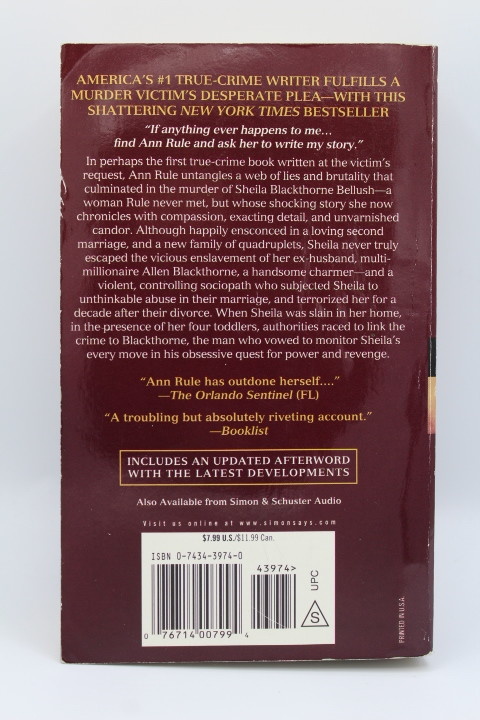 AMERICA'S #1 TRUE-CRIME WRITER FULFILLS A
MURDER VICTIM'S DESPERATE PLEA—WITH THIS
SHATTERING NEW YORK TIMES BESTSELLER
"If anything ever happens to me...
find Ann Rule and ask her to write my story."
In perhaps the first true-crime book written at the victim's
request, Ann Rule untangles a web of lies and brutality that
culminated in the murder of Sheila Blackthorne Bellush—a
woman Rule never met, but whose shocking story she now
chronicles with compassion, exacting detail, and unvarnished
candor. Although happily ensconced in a loving second
marriage, and a new family of quadruplets, Sheila never truly
escaped the vicious enslavement of her ex-husband, multi-
millionaire Allen Blackthorne, a handsome charmer—and a
violent, controlling sociopath who subjected Sheila to
unthinkable abuse in their marriage, and terrorized her for a
decade after their divorce. When Sheila was slain in her home,
in the presence of her four toddlers, authorities raced to link the
crime to Blackthorne, the man who vowed to monitor Sheila's
every move in his obsessive quest for power and revenge.
"Ann Rule has outdone herself...."
—The Orlando Sentinel (FL)
"A troubling but absolutely riveting account."
—Booklist
INCLUDES AN UPDATED AFTERWORD
WITH THE LATEST DEVELOPMENTS
Also Available from Simon & Schuster Audio
Visit us online at www.simonsays.com
$7.99 U.S./$11.99 Can.
ISBN 0-7434-3974-0
43974>
UPC
S
0 76714 00799 4
PRINTED IN U.S.A.